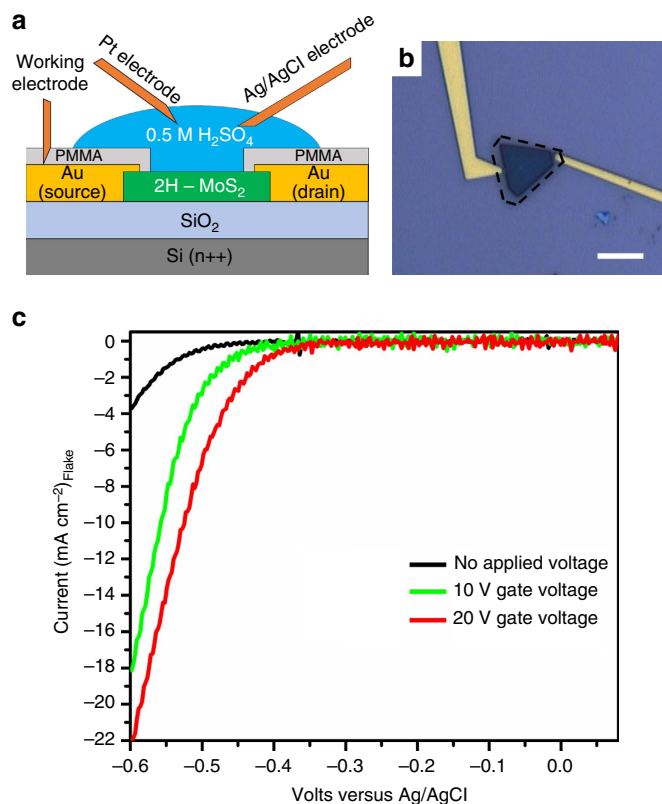 a
Working
electrode
Pt electrode
Ag/AgCl electrode
0.5 M H₂SO₄
PMMA
PMMA
Au
(source)
2H – MoS₂
Au
(drain)
SiO₂
Si (n++)
b
c
Current (mA cm⁻²)Flake
0
–2
–4
–6
–8
–10
–12
–14
–16
–18
–20
–22
No applied voltage
10 V gate voltage
20 V gate voltage
–0.6
–0.5
–0.4
–0.3
–0.2
–0.1
0.0
Volts versus Ag/AgCl